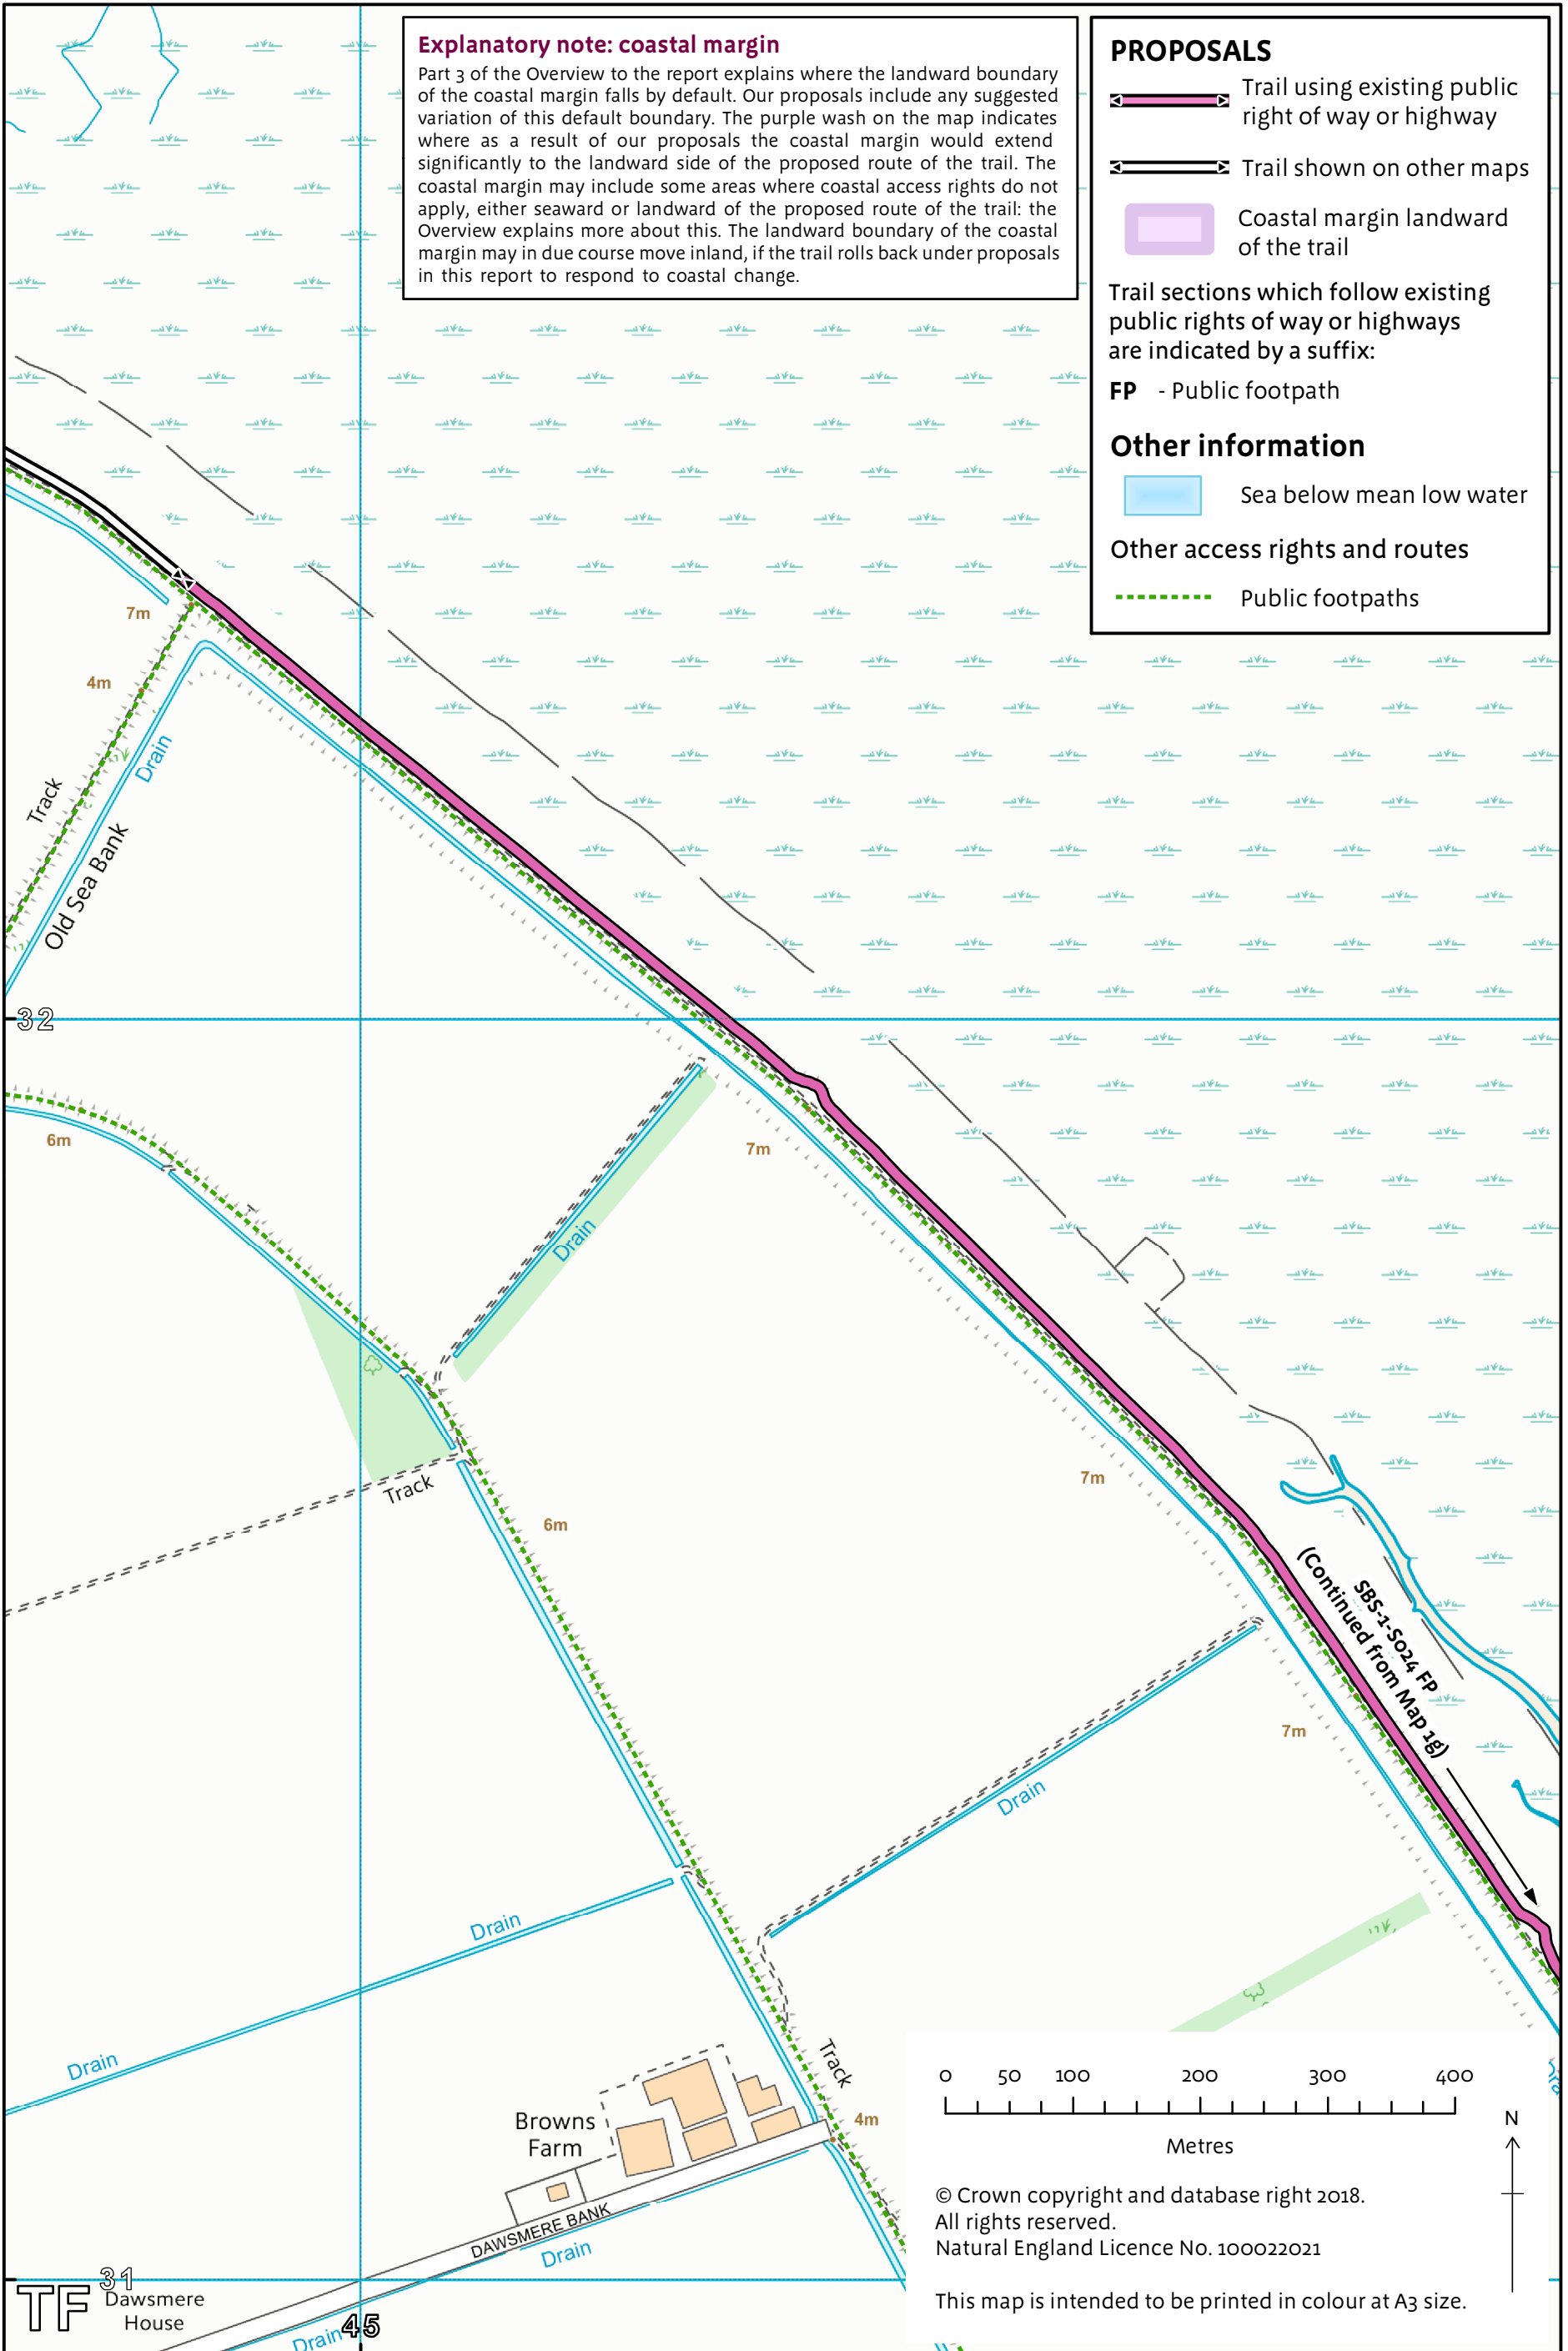 Explanatory note: coastal margin
Part 3 of the Overview to the report explains where the landward boundary
of the coastal margin falls by default. Our proposals include any suggested
variation of this default boundary. The purple wash on the map indicates
where as a result of our proposals the coastal margin would extend
significantly to the landward side of the proposed route of the trail. The
coastal margin may include some areas where coastal access rights do not
apply, either seaward or landward of the proposed route of the trail: the
Overview explains more about this. The landward boundary of the coastal
margin may in due course move inland, if the trail rolls back under proposals
in this report to respond to coastal change.
PROPOSALS
Trail using existing public
right of way or highway
Trail shown on other maps
Coastal margin landward
of the trail
Trail sections which follow existing
public rights of way or highways
are indicated by a suffix:
FP - Public footpath
Other information
Sea below mean low water
Other access rights and routes
Public footpaths
7m
4m
Drain
Track
Old Sea Bank
32
6m
7m
Drain
Track
6m
7m
SBS-1-S024 FP
(Continued from Map 1g)
7m
Drain
Drain
Drain
Track
4m
Browns
Farm
DAWSMERE BANK
Drain
31
TF
Dawsmere
House
45
Drain
0 50 100 200 300 400
Metres
N
© Crown copyright and database right 2018.
All rights reserved.
Natural England Licence No. 100022021
This map is intended to be printed in colour at A3 size.